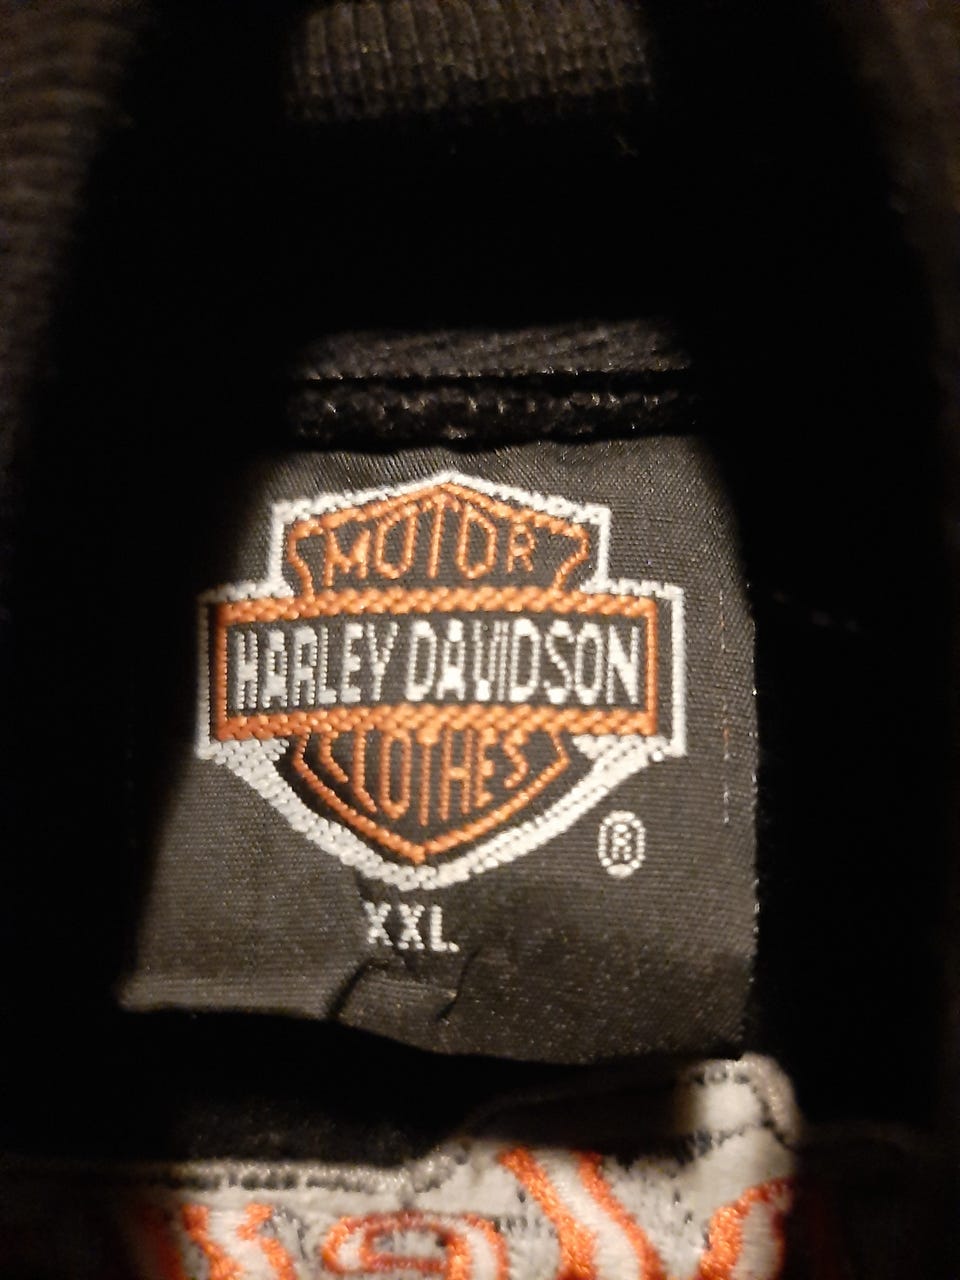 MOTOR
HARLEY DAVIDSON
CLOTHES
®
XXL